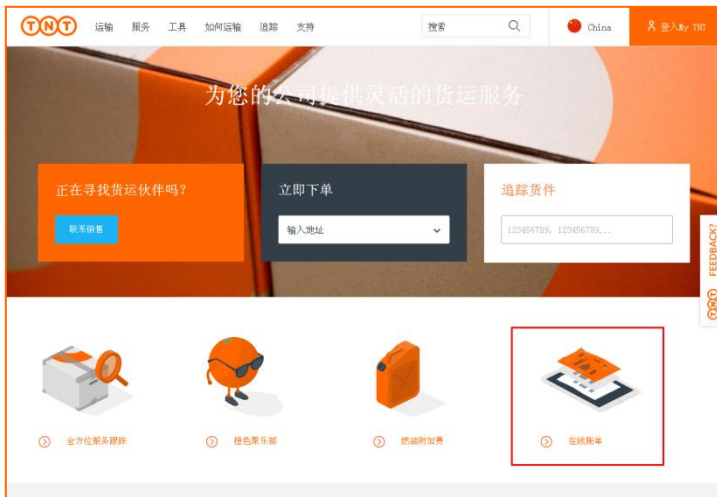 TNT
运输 服务 工具 如何运输 追踪 支持
搜索
China
登入My TNT
为您的公司提供灵活的货运服务
正在寻找货运伙伴吗?
联系销售
立即下单
输入地址
追踪货件
123456789, 123456789...
FEEDBACK?
TNT
全方位服务跟踪
橙色聚乐部
燃油附加费
在线账单